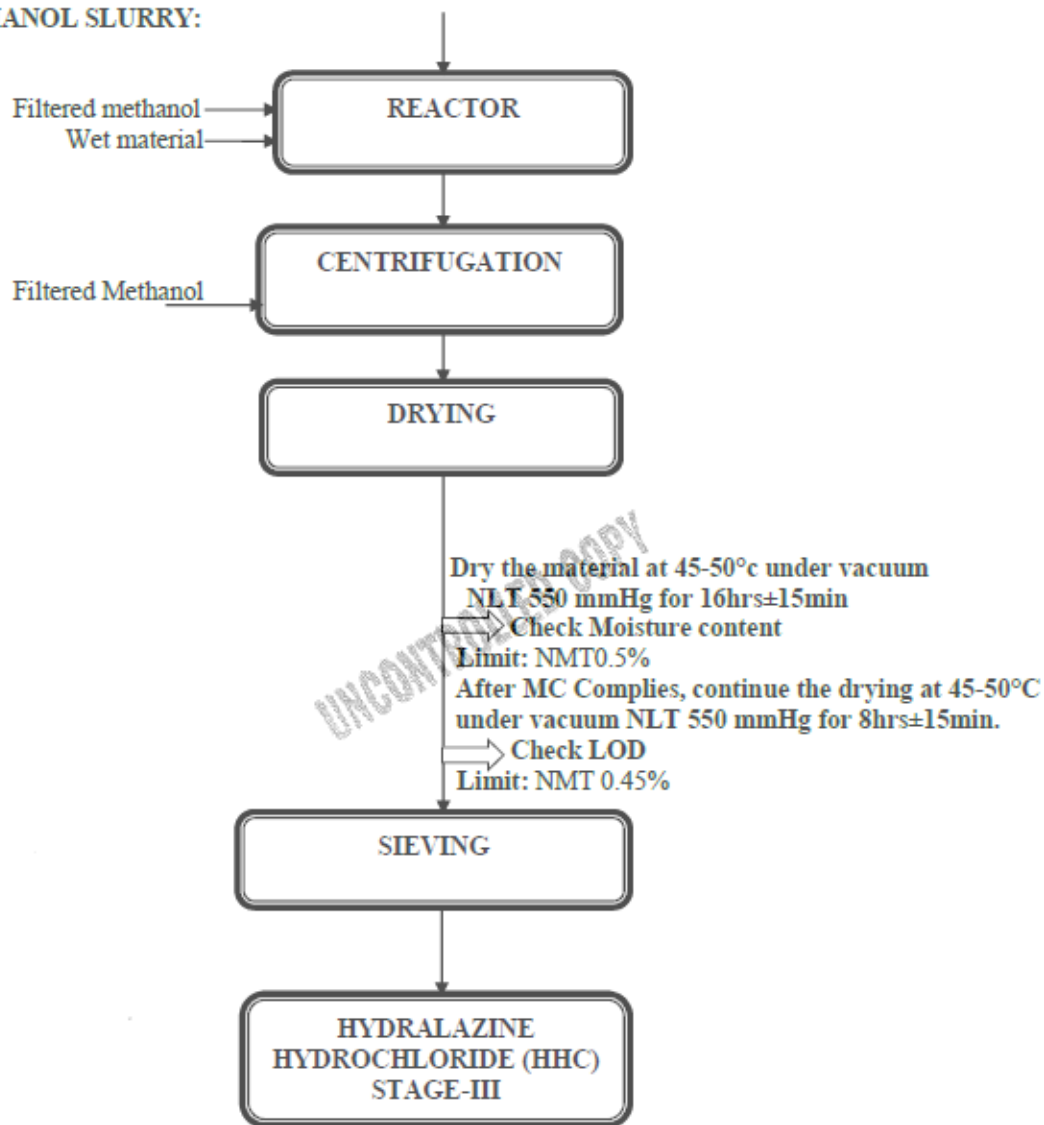 HANOL SLURRY:
REACTOR
Filtered methanol
Wet material
CENTRIFUGATION
Filtered Methanol
DRYING
Dry the material at 45-50°c under vacuum
NLT 550 mmHg for 16hrs±15min
Check Moisture content
Limit: NMT0.5%
After MC Complies, continue the drying at 45-50°C
under vacuum NLT 550 mmHg for 8hrs±15min.
Check LOD
Limit: NMT 0.45%
UNCONTROLLED COPY
SIEVING
HYDRALAZINE
HYDROCHLORIDE (HHC)
STAGE-III